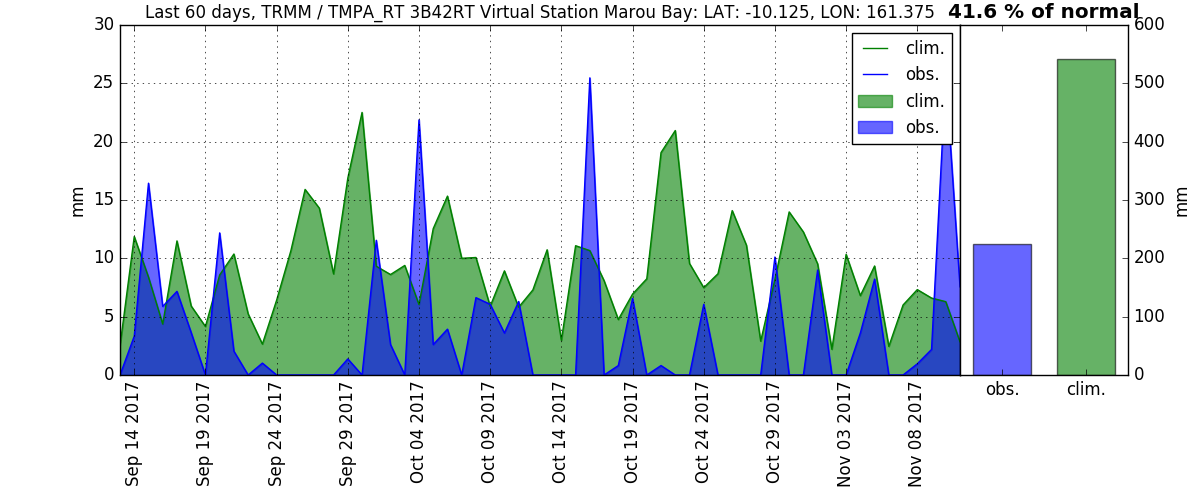 Last 60 days, TRMM / TMPA_RT 3B42RT Virtual Station Marou Bay: LAT: -10.125, LON: 161.375 41.6 % of normal
30
25
20
15
10
5
0
mm
clim.
obs.
clim.
obs.
600
500
400
300
200
100
0
mm
Sep 14 2017
Sep 19 2017
Sep 24 2017
Sep 29 2017
Oct 04 2017
Oct 09 2017
Oct 14 2017
Oct 19 2017
Oct 24 2017
Oct 29 2017
Nov 03 2017
Nov 08 2017
obs.
clim.